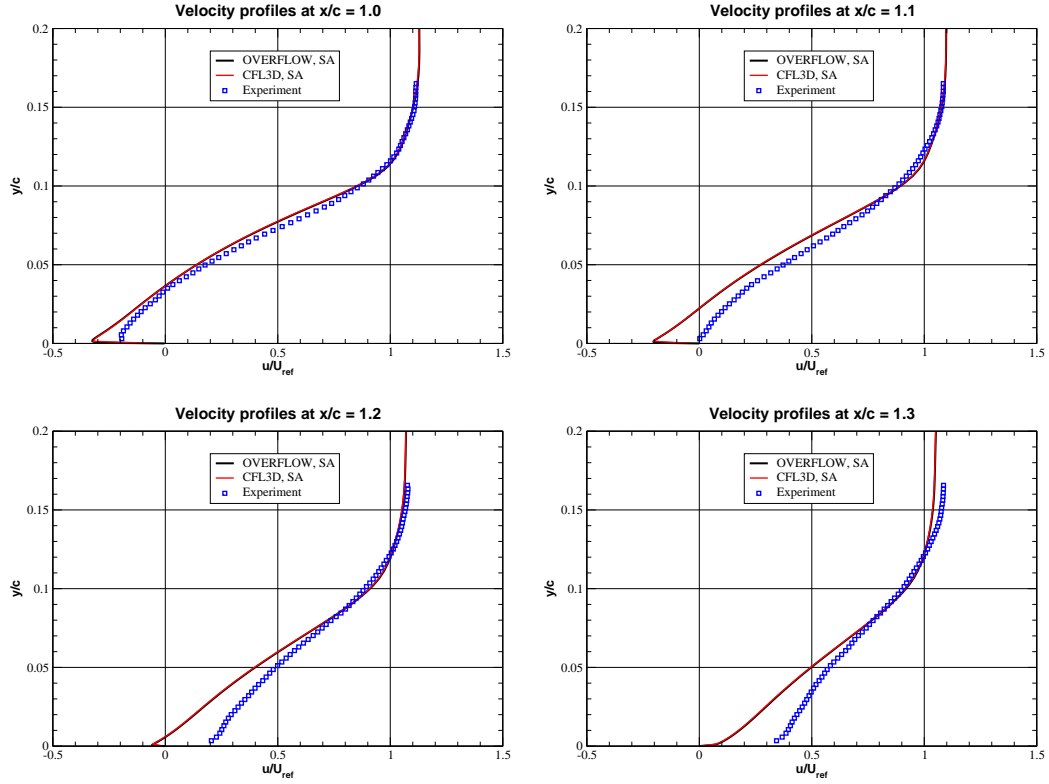 Velocity profiles at x/c = 1.0
0.2
0.15
0.1
0.05
0
y/c
OVERFLOW, SA
CFL3D, SA
Experiment
-0.5 0 0.5 1 1.5
u/Uref
Velocity profiles at x/c = 1.1
0.2
0.15
0.1
0.05
0
y/c
OVERFLOW, SA
CFL3D, SA
Experiment
-0.5 0 0.5 1 1.5
u/Uref
Velocity profiles at x/c = 1.2
0.2
0.15
0.1
0.05
0
y/c
OVERFLOW, SA
CFL3D, SA
Experiment
-0.5 0 0.5 1 1.5
u/Uref
Velocity profiles at x/c = 1.3
0.2
0.15
0.1
0.05
0
y/c
OVERFLOW, SA
CFL3D, SA
Experiment
-0.5 0 0.5 1 1.5
u/Uref